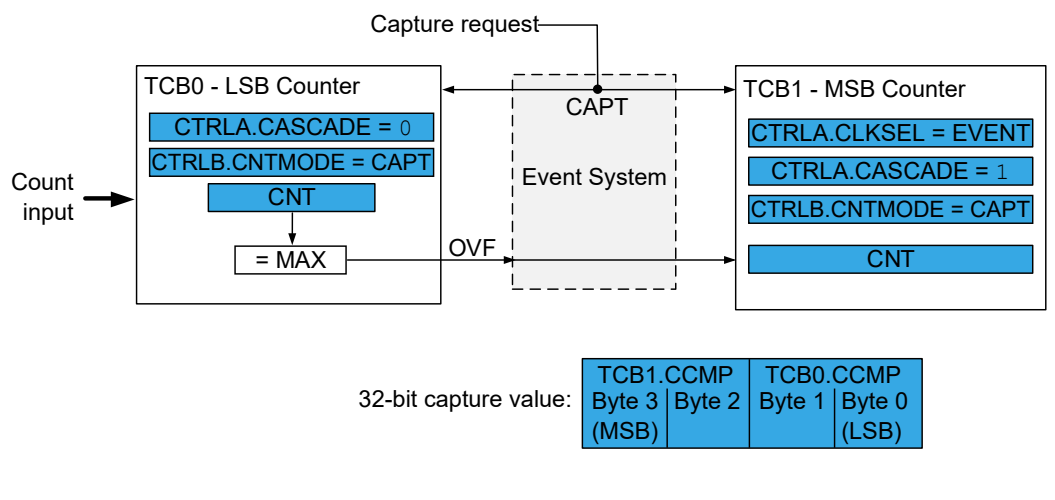 Capture request
TCB0 - LSB Counter
CTRLA.CASCADE = 0
CTRLB.CNTMODE = CAPT
CNT
= MAX
Count
input
OVF
CAPT
Event System
TCB1 - MSB Counter
CTRLA.CLKSEL = EVENT
CTRLA.CASCADE = 1
CTRLB.CNTMODE = CAPT
CNT
32-bit capture value:
TCB1.CCMP TCB0.CCMP
Byte 3 Byte 2 Byte 1 Byte 0
(MSB) (LSB)